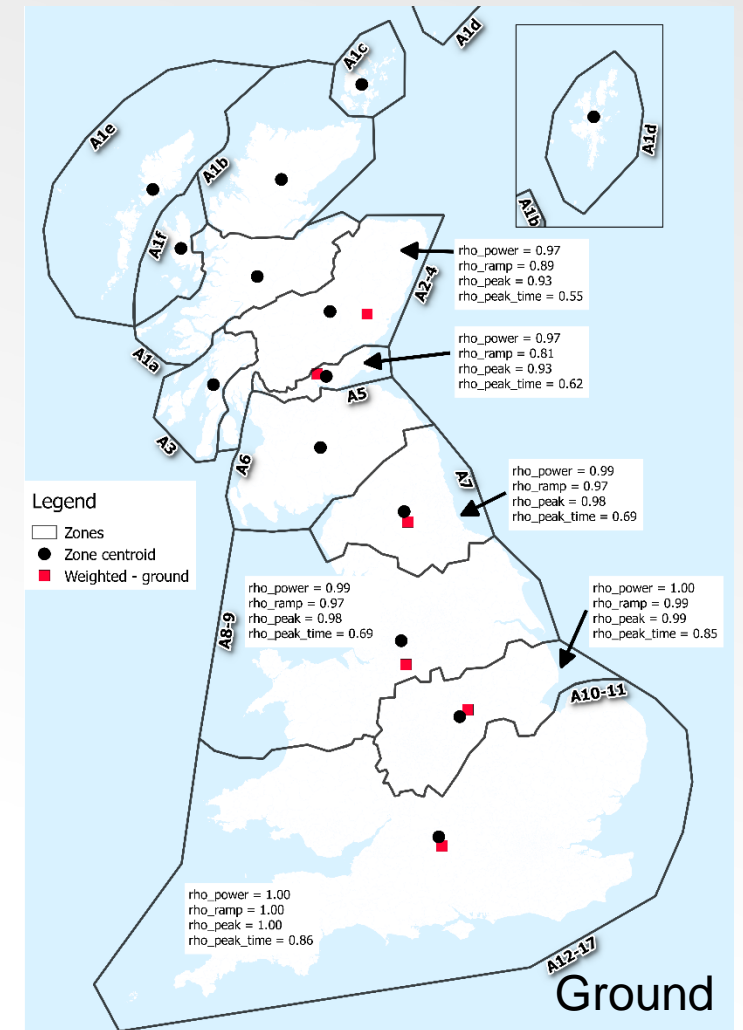 A1d
A1c
A1e
A1b
A1d
A1b
A1f
rho_power = 0.97
rho_ramp = 0.89
rho_peak = 0.93
rho_peak_time = 0.55
A2-4
rho_power = 0.97
rho_ramp = 0.81
rho_peak = 0.93
rho_peak_time = 0.62
A1a
A5
A3
A6
A7
rho_power = 0.99
rho_ramp = 0.97
rho_peak = 0.98
rho_peak_time = 0.69
Legend
Zones
Zone centroid
Weighted - ground
rho_power = 0.99
rho_ramp = 0.97
rho_peak = 0.98
rho_peak_time = 0.69
rho_power = 1.00
rho_ramp = 0.99
rho_peak = 0.99
rho_peak_time = 0.85
A8-9
A10-11
rho_power = 1.00
rho_ramp = 1.00
rho_peak = 1.00
rho_peak_time = 0.86
A12-17
Ground